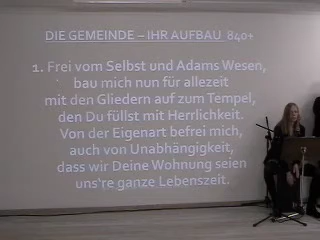 DIE GEMEINDE – IHR AUFBAU 840+
1. Frei vom Selbst und Adams Wesen,
bau mich nun für allezeit
mit den Gliedern auf zum Tempel,
den Du füllst mit Herrlichkeit.
Von der Eigenart befrei mich,
auch von Unabhängigkeit,
dass wir Deine Wohnung seien
uns're ganze Lebenszeit.